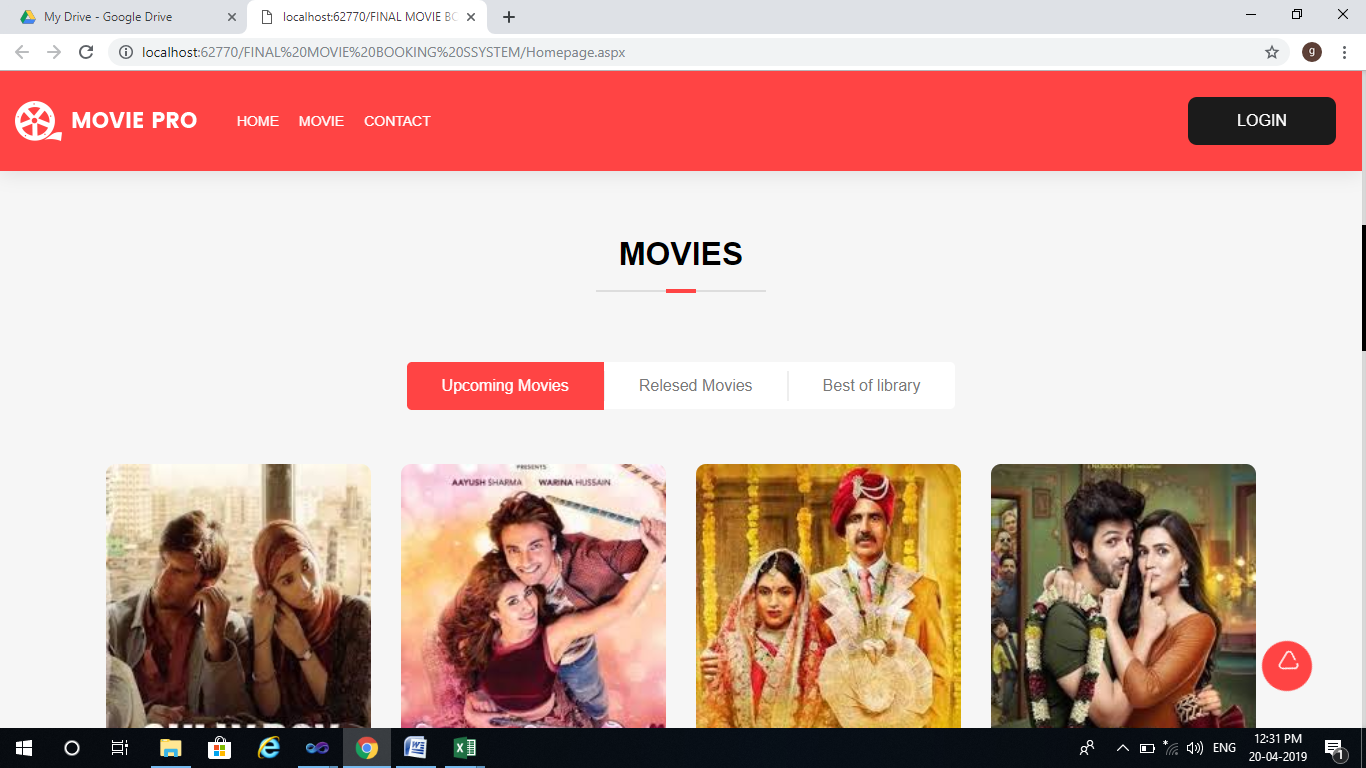 My Drive - Google Drive
localhost:62770/FINAL MOVIE BC
localhost:62770/FINAL%20MOVIE%20BOOKING%20SSYSTEM/Homepage.aspx
g
MOVIE PRO
HOME MOVIE CONTACT
LOGIN
MOVIES
Upcoming Movies
Relesed Movies
Best of library
PRESENTS
AAYUSH SHARMA WARINA HUSSAIN
ENG
12:31 PM
20-04-2019
1